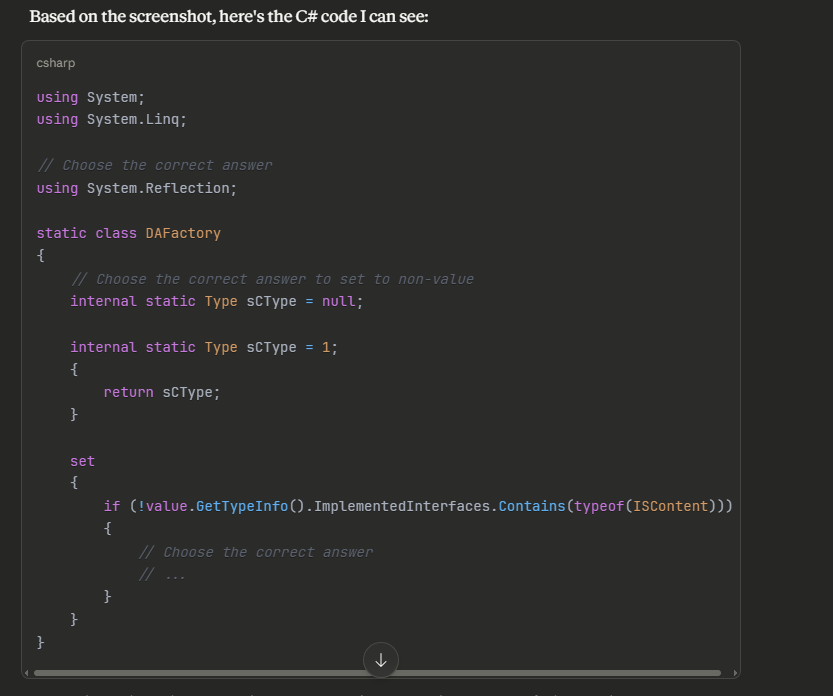 Based on the screenshot, here's the C# code I can see:
csharp
using System;
using System.Linq;
// Choose the correct answer
using System.Reflection;
static class DAFactory
{
// Choose the correct answer to set to non-value
internal static Type sCType = null;
internal static Type sCType = 1;
{
return sCType;
}
set
{
if (!value.GetTypeInfo().ImplementedInterfaces.Contains(typeof(ISContent)))
{
// Choose the correct answer
// ...
}
}
}